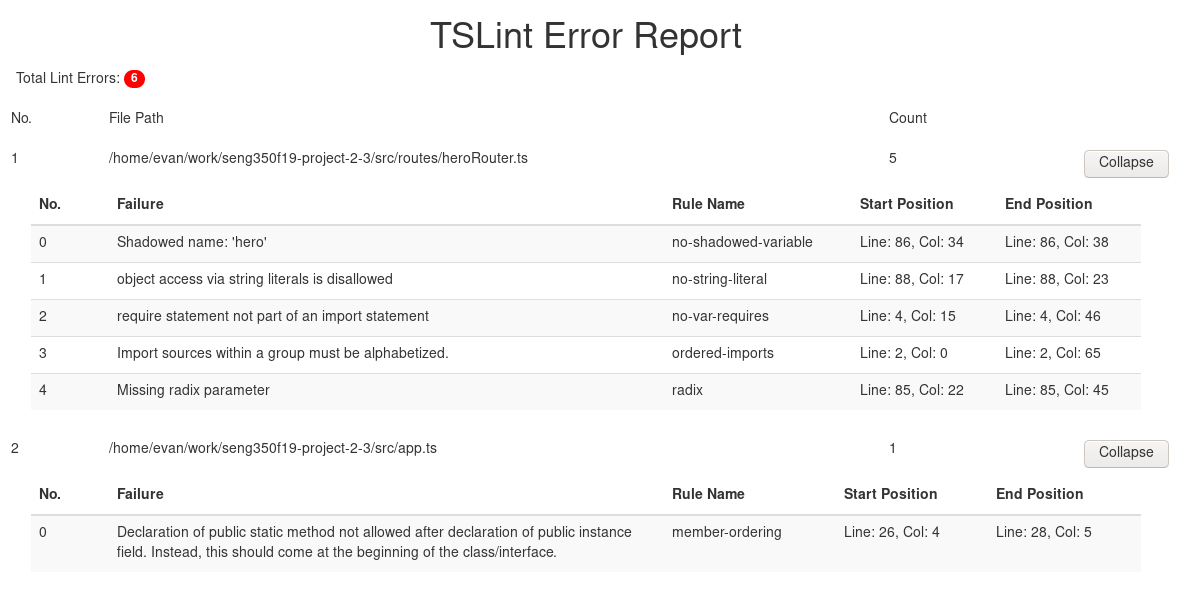 TSLint Error Report
Total Lint Errors: 6
No. File Path Count
1 /home/evan/work/seng350f19-project-2-3/src/routes/heroRouter.ts 5 Collapse
No. Failure Rule Name Start Position End Position
0 Shadowed name: 'hero' no-shadowed-variable Line: 86, Col: 34 Line: 86, Col: 38
1 object access via string literals is disallowed no-string-literal Line: 88, Col: 17 Line: 88, Col: 23
2 require statement not part of an import statement no-var-requires Line: 4, Col: 15 Line: 4, Col: 46
3 Import sources within a group must be alphabetized. ordered-imports Line: 2, Col: 0 Line: 2, Col: 65
4 Missing radix parameter radix Line: 85, Col: 22 Line: 85, Col: 45
2 /home/evan/work/seng350f19-project-2-3/src/app.ts 1 Collapse
No. Failure Rule Name Start Position End Position
0 Declaration of public static method not allowed after declaration of public instance member-ordering Line: 26, Col: 4 Line: 28, Col: 5
field. Instead, this should come at the beginning of the class/interface.